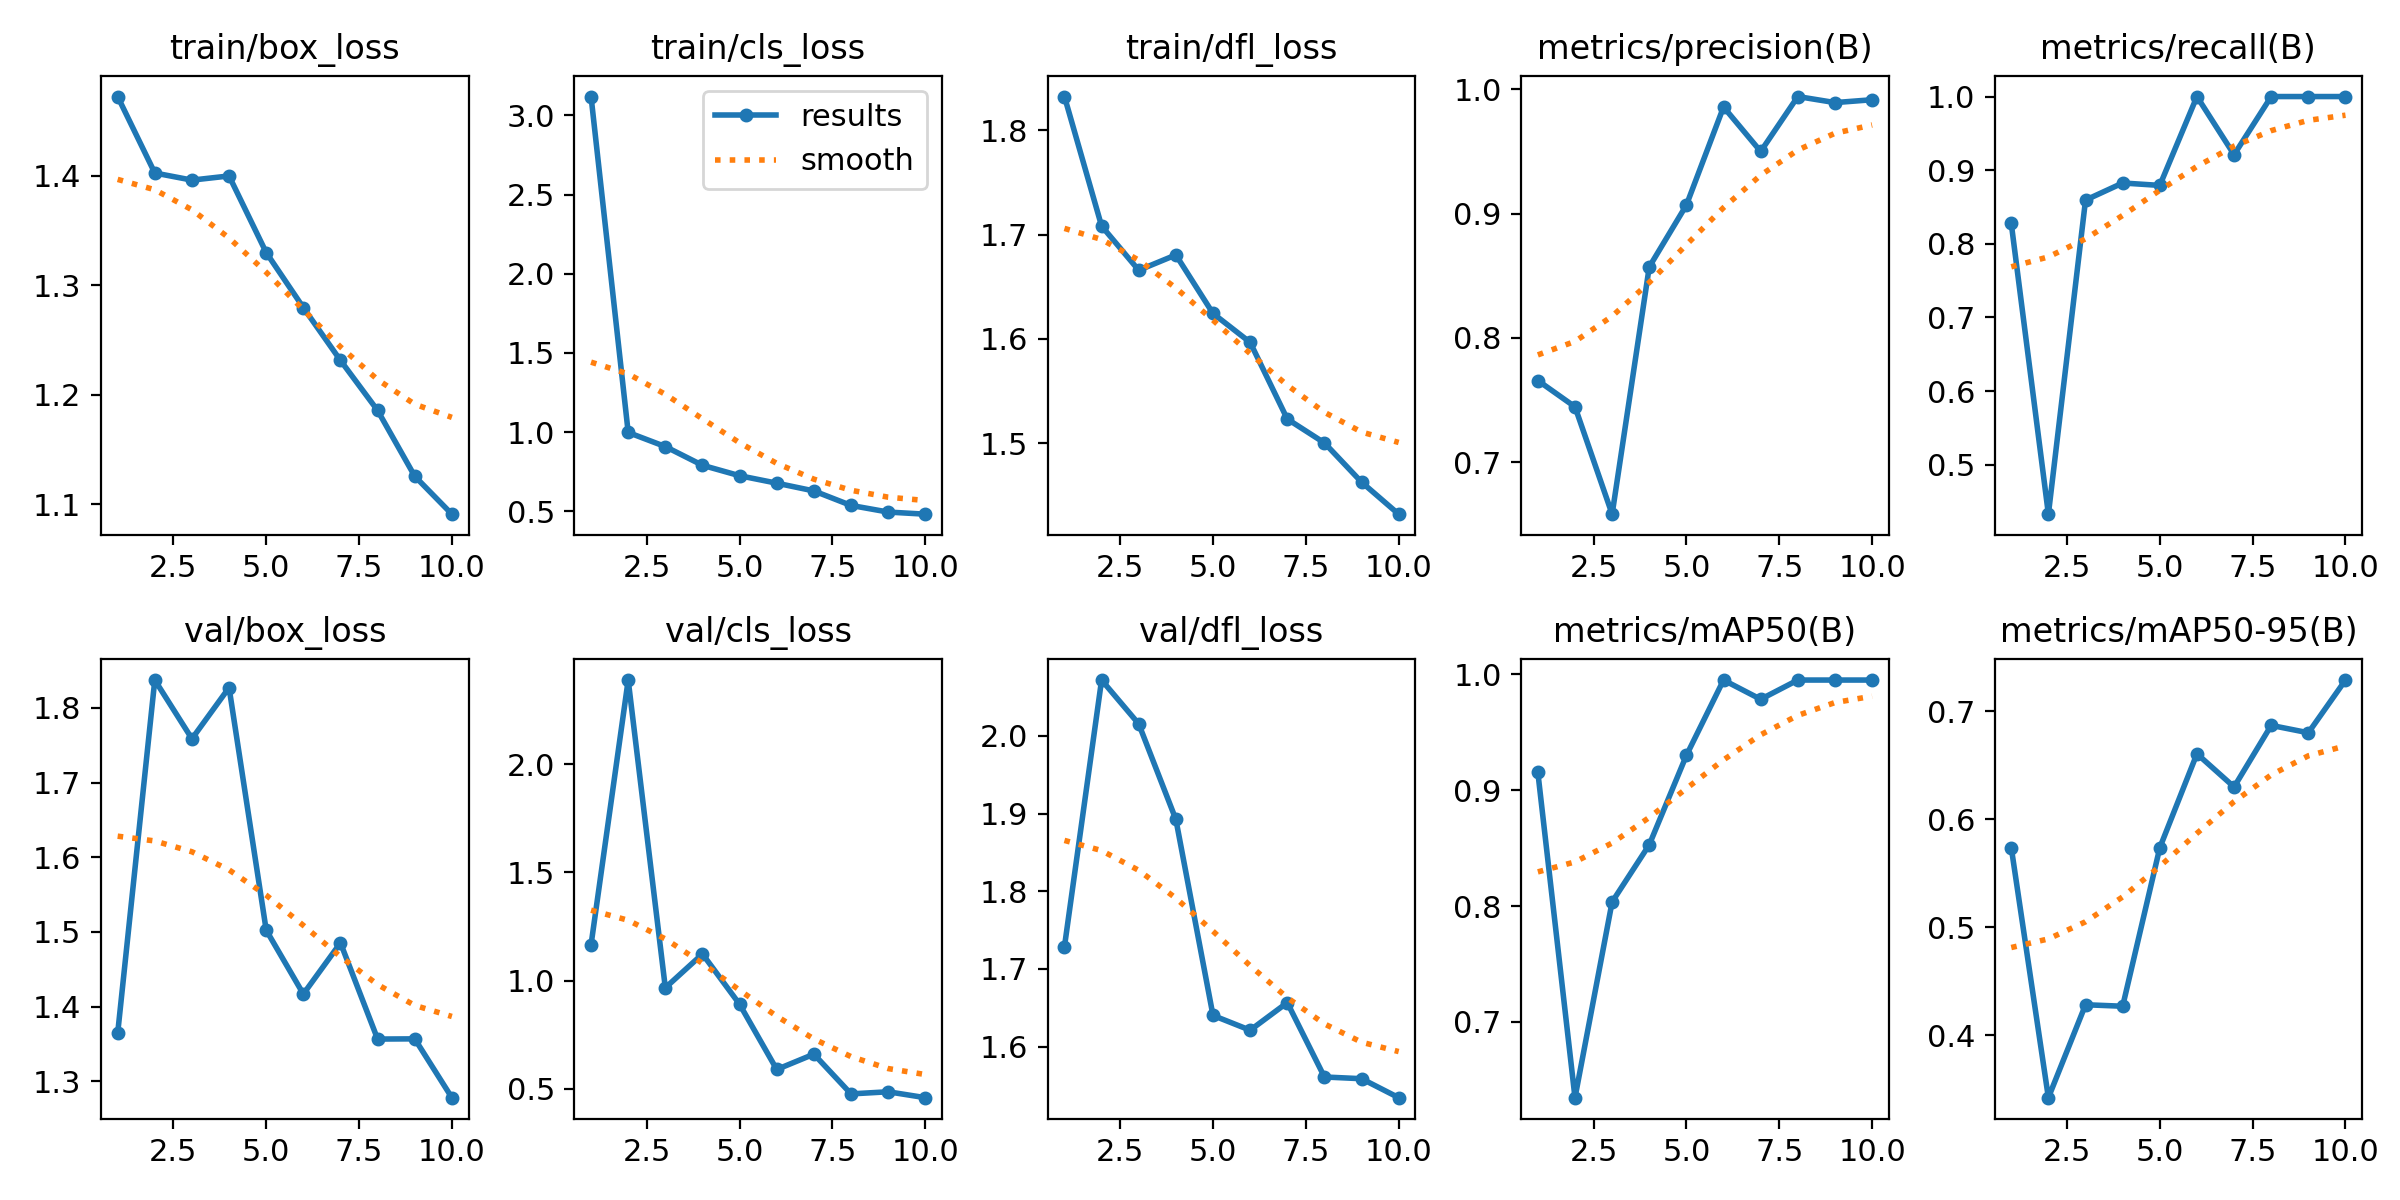 train/box_loss
1.4
1.3
1.2
1.1
2.5 5.0 7.5 10.0
train/cls_loss
results
smooth
3.0
2.5
2.0
1.5
1.0
0.5
2.5 5.0 7.5 10.0
train/dfl_loss
1.8
1.7
1.6
1.5
2.5 5.0 7.5 10.0
metrics/precision(B)
1.0
0.9
0.8
0.7
2.5 5.0 7.5 10.0
metrics/recall(B)
1.0
0.9
0.8
0.7
0.6
0.5
2.5 5.0 7.5 10.0
val/box_loss
1.8
1.7
1.6
1.5
1.4
1.3
2.5 5.0 7.5 10.0
val/cls_loss
2.0
1.5
1.0
0.5
2.5 5.0 7.5 10.0
val/dfl_loss
2.0
1.9
1.8
1.7
1.6
2.5 5.0 7.5 10.0
metrics/mAP50(B)
1.0
0.9
0.8
0.7
2.5 5.0 7.5 10.0
metrics/mAP50-95(B)
0.7
0.6
0.5
0.4
2.5 5.0 7.5 10.0